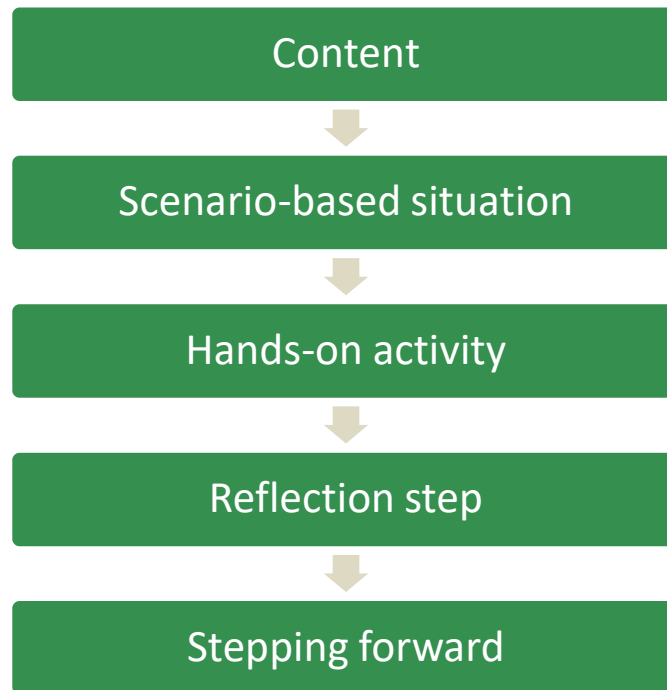 Content
Scenario-based situation
Hands-on activity
Reflection step
Stepping forward